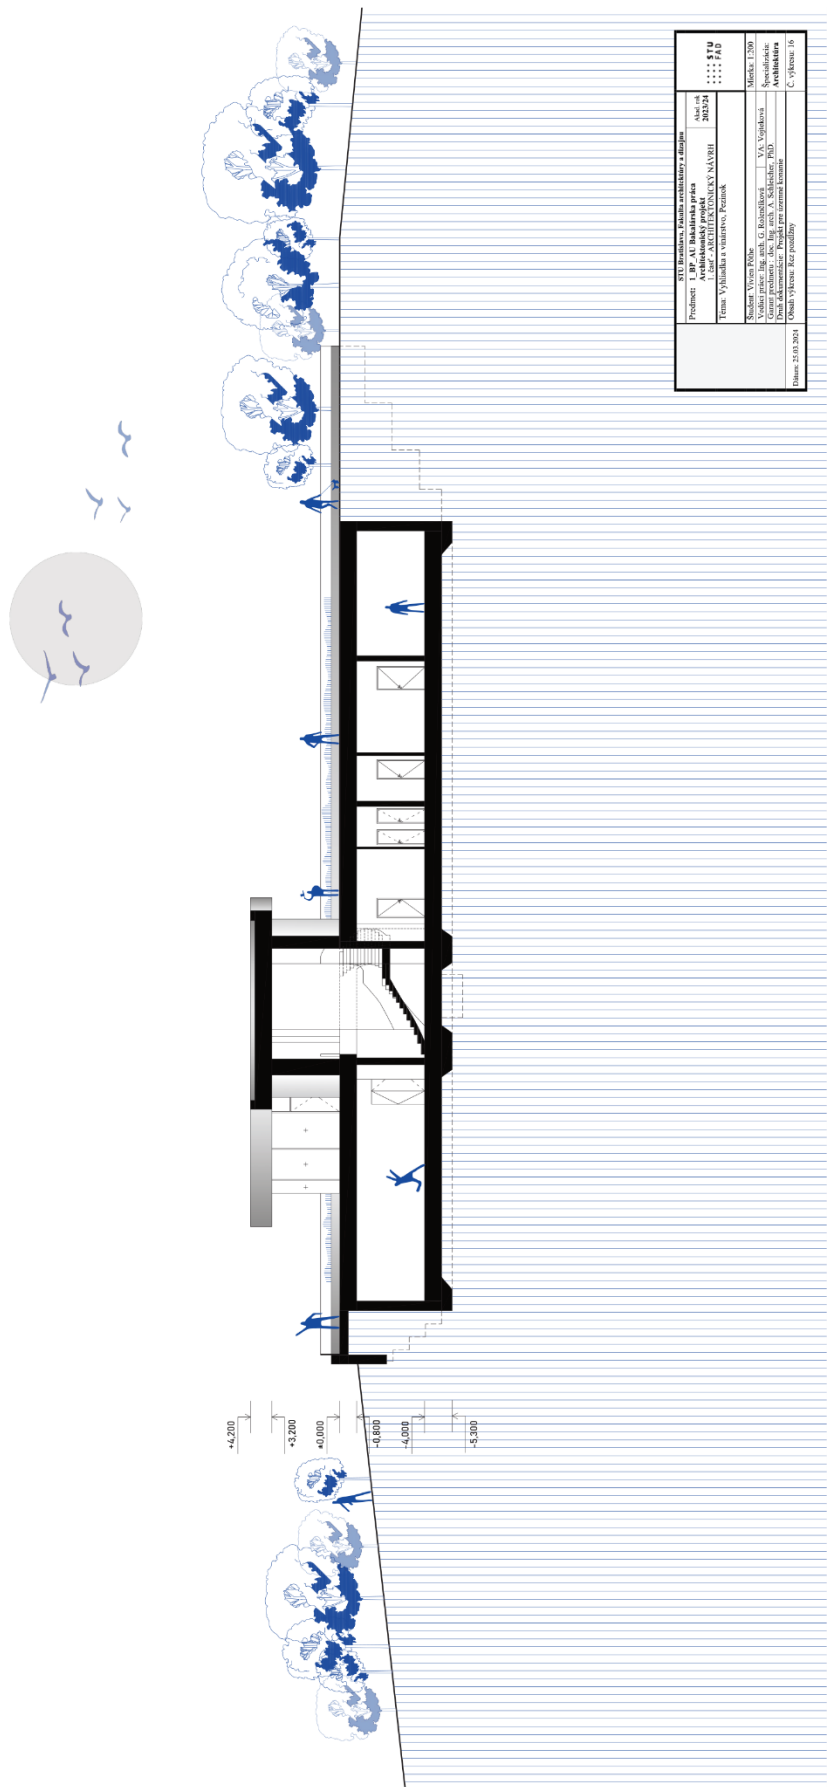 +4,200
+3,200
±0,000
-0,800
-4,000
-5,300
STU Bratislava, Fakulta architektúry a dizajnu
Predmet: 1_BP_AU Bakalárska práca
Architektonický projekt
1. časť - ARCHITEKTONICKÝ NÁVRH
Akad. rok
2023/24
STU
FAD
Téma: Vyhliadka a vinárstvo, Pezinok
Študent: Vivien Pőthe
Mierka: 1:200
Vedúci práce: Ing. arch. G. Rolenčíková
VA: Vojteková
Špecializácia:
Architektúra
Garant predmetu: doc. Ing. arch. A. Schleicher, PhD.
Druh dokumentácie: Projekt pre územné konanie
Dátum: 25.03.2024
Obsah výkresu: Rez pozdĺžny
Č. výkresu: 16